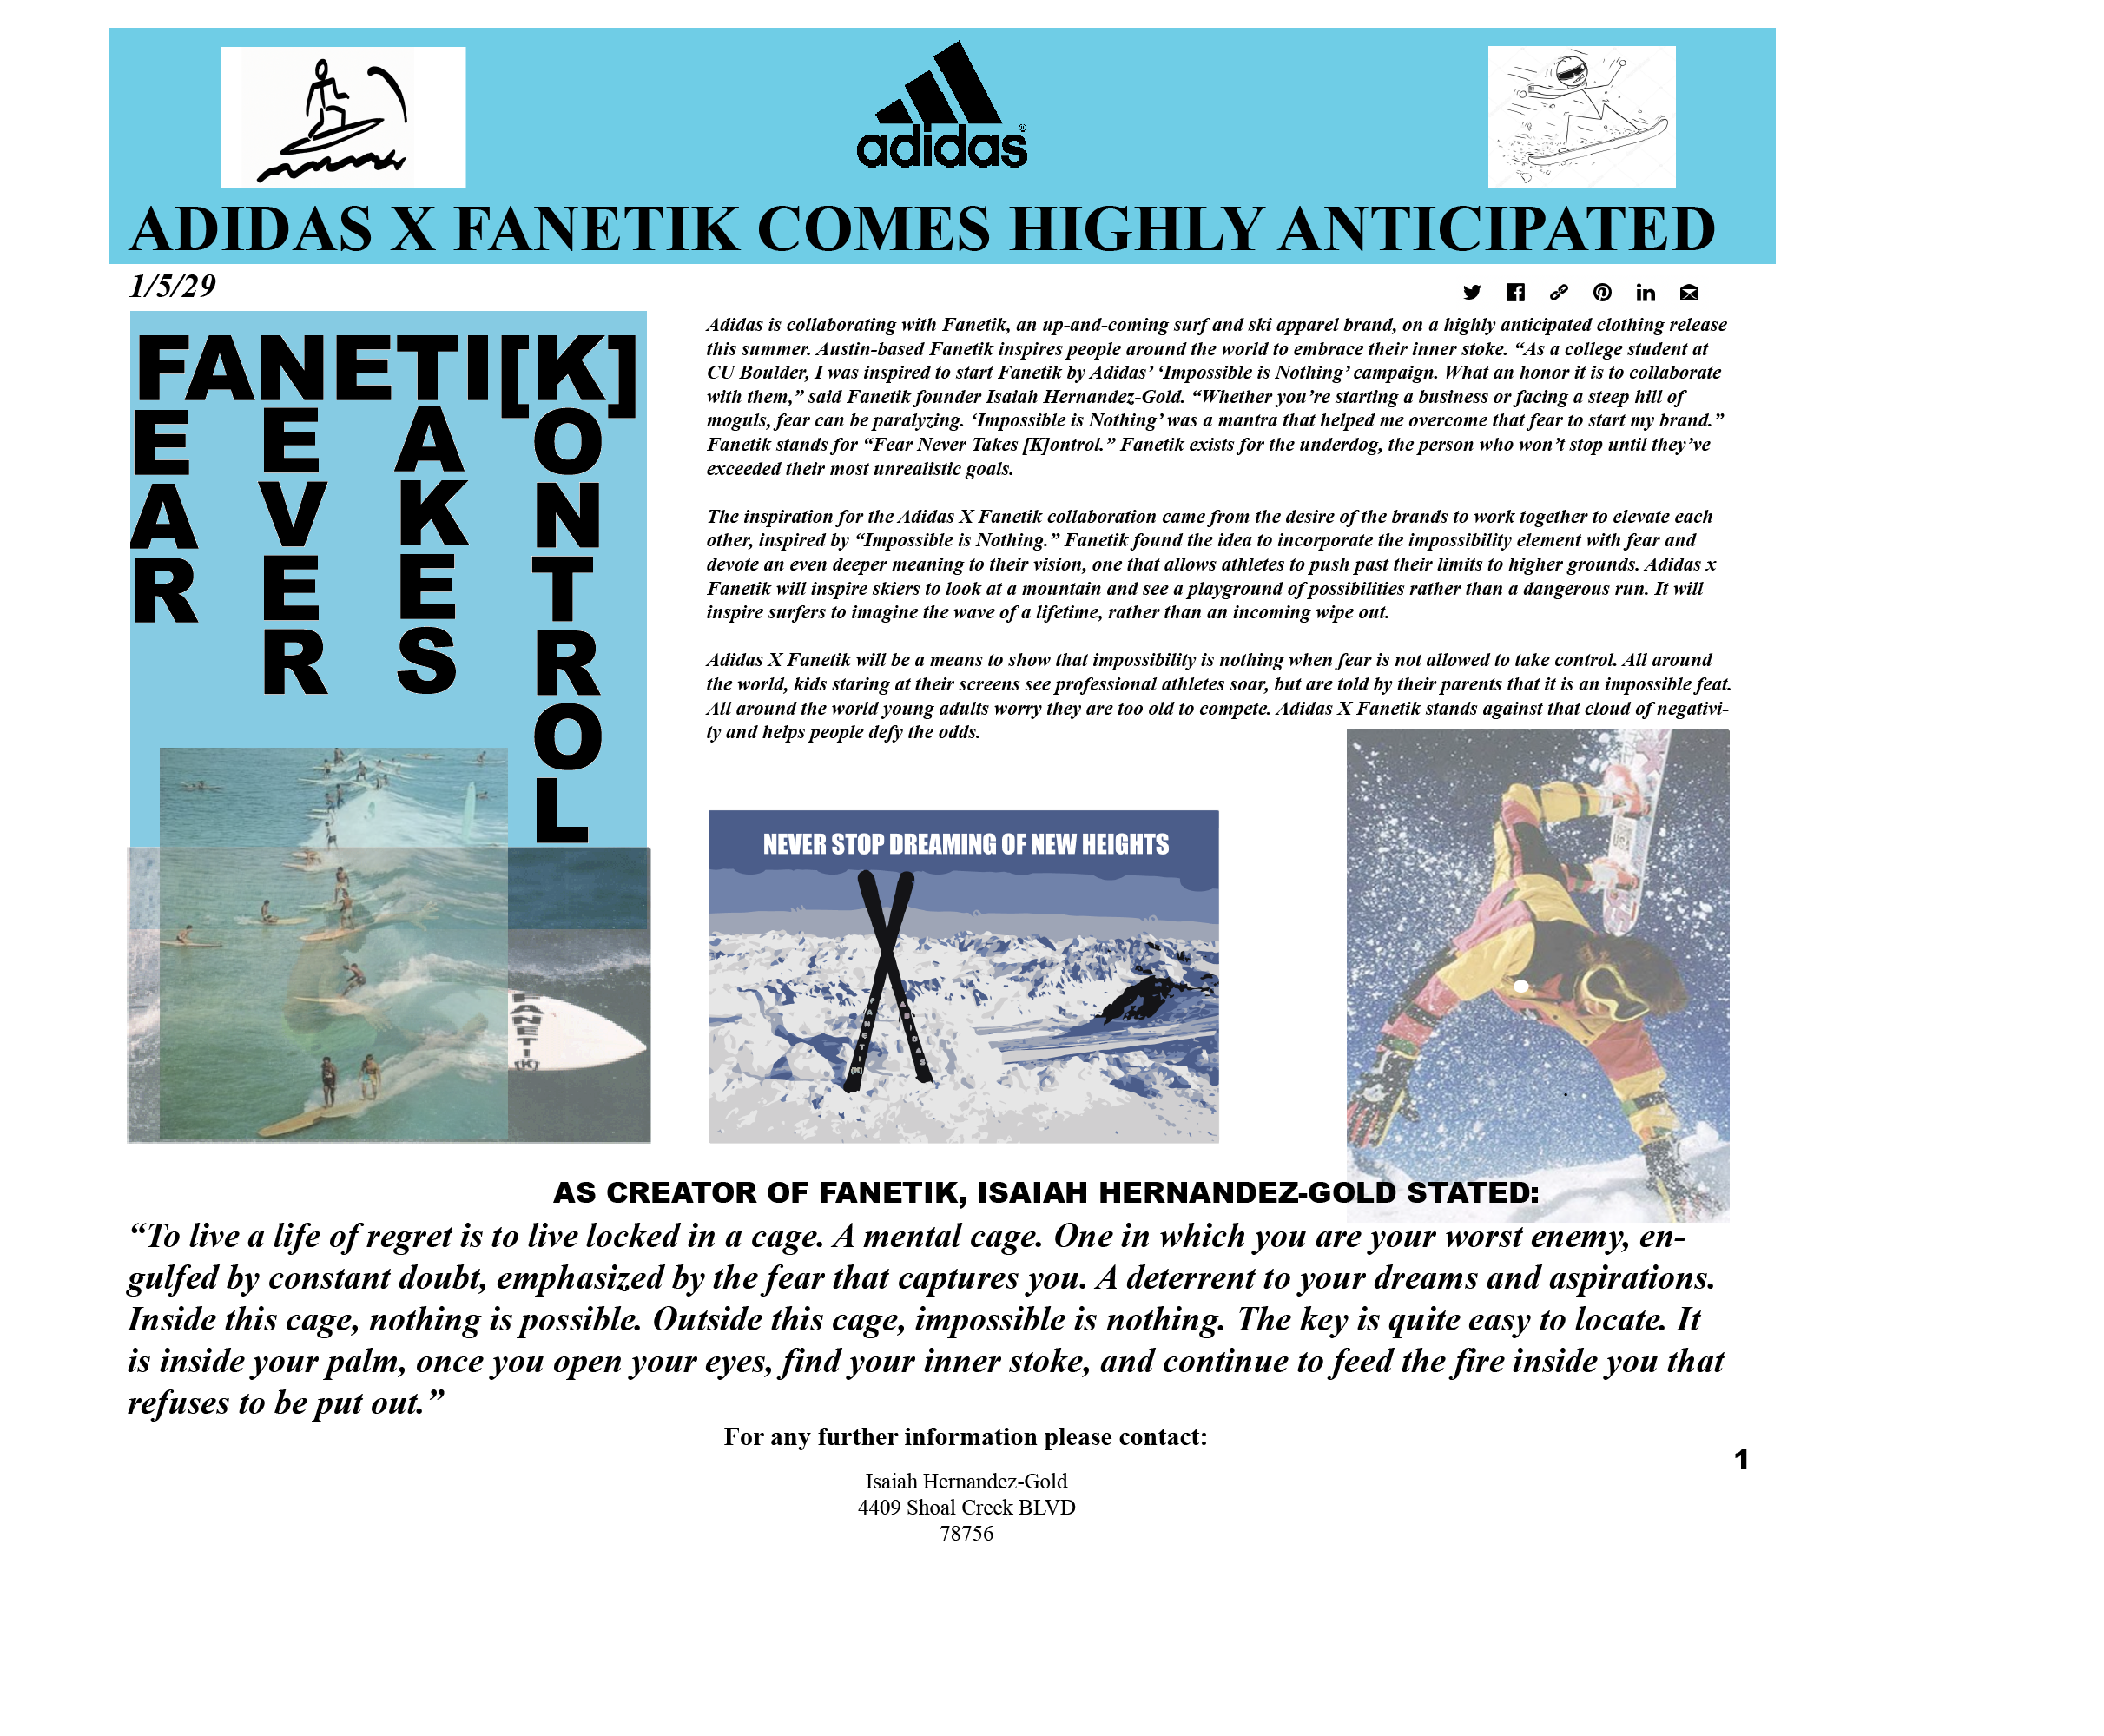 adidas®
ADIDAS X FANETIK COMES HIGHLY ANTICIPATED
1/5/29
FANETI[K]
FEAR
NEVER
TAKES
[K]ONTROL
Adidas is collaborating with Fanetik, an up-and-coming surf and ski apparel brand, on a highly anticipated clothing release
this summer. Austin-based Fanetik inspires people around the world to embrace their inner stoke. “As a college student at
CU Boulder, I was inspired to start Fanetik by Adidas’ ‘Impossible is Nothing’ campaign. What an honor it is to collaborate
with them,” said Fanetik founder Isaiah Hernandez-Gold. “Whether you’re starting a business or facing a steep hill of
moguls, fear can be paralyzing. ‘Impossible is Nothing’ was a mantra that helped me overcome that fear to start my brand.”
Fanetik stands for “Fear Never Takes [K]ontrol.” Fanetik exists for the underdog, the person who won’t stop until they’ve
exceeded their most unrealistic goals.
The inspiration for the Adidas X Fanetik collaboration came from the desire of the brands to work together to elevate each
other, inspired by “Impossible is Nothing.” Fanetik found the idea to incorporate the impossibility element with fear and
devote an even deeper meaning to their vision, one that allows athletes to push past their limits to higher grounds. Adidas x
Fanetik will inspire skiers to look at a mountain and see a playground of possibilities rather than a dangerous run. It will
inspire surfers to imagine the wave of a lifetime, rather than an incoming wipe out.
Adidas X Fanetik will be a means to show that impossibility is nothing when fear is not allowed to take control. All around
the world, kids staring at their screens see professional athletes soar, but are told by their parents that it is an impossible feat.
All around the world young adults worry they are too old to compete. Adidas X Fanetik stands against that cloud of negativi-
ty and helps people defy the odds.
NEVER STOP DREAMING OF NEW HEIGHTS
FANETI[K]
ADIDAS
FANETI[K]
AS CREATOR OF FANETIK, ISAIAH HERNANDEZ-GOLD STATED:
“To live a life of regret is to live locked in a cage. A mental cage. One in which you are your worst enemy, en-
gulfed by constant doubt, emphasized by the fear that captures you. A deterrent to your dreams and aspirations.
Inside this cage, nothing is possible. Outside this cage, impossible is nothing. The key is quite easy to locate. It
is inside your palm, once you open your eyes, find your inner stoke, and continue to feed the fire inside you that
refuses to be put out.”
For any further information please contact:
Isaiah Hernandez-Gold
4409 Shoal Creek BLVD
78756
1